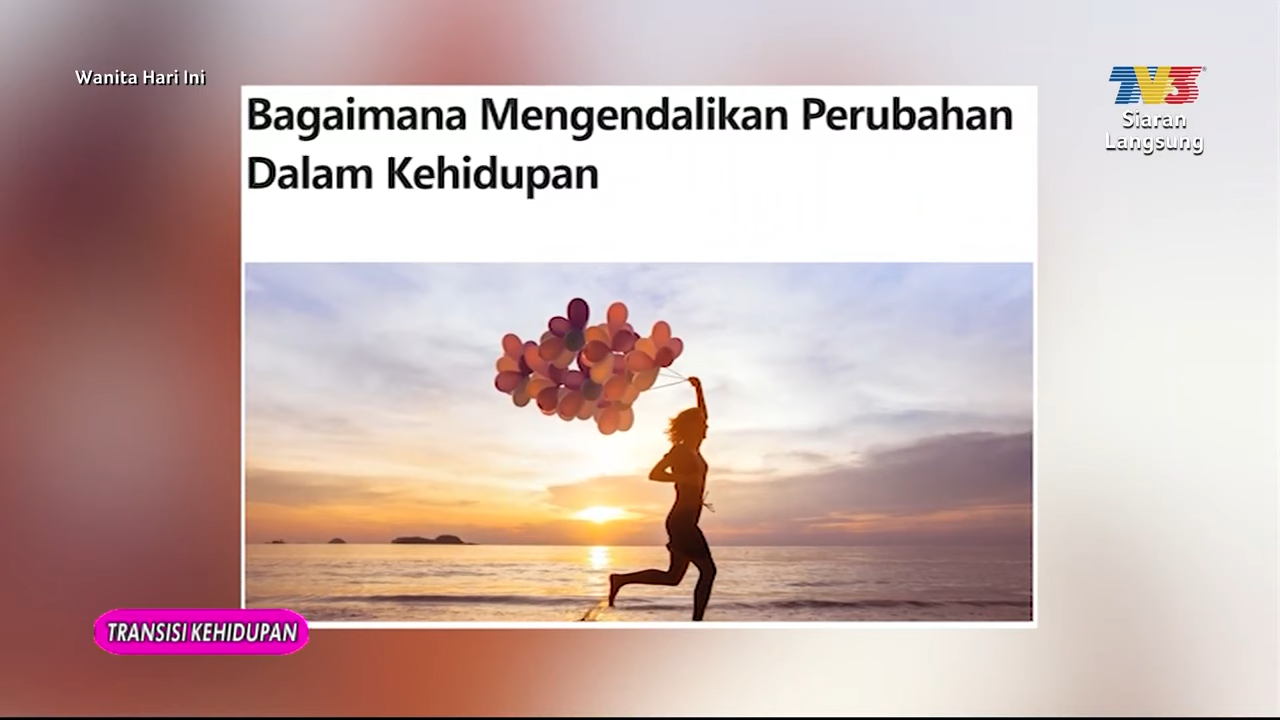 Wanita Hari Ini
TV3
Siaran
Langsung
Bagaimana Mengendalikan Perubahan
Dalam Kehidupan
TRANSISI KEHIDUPAN